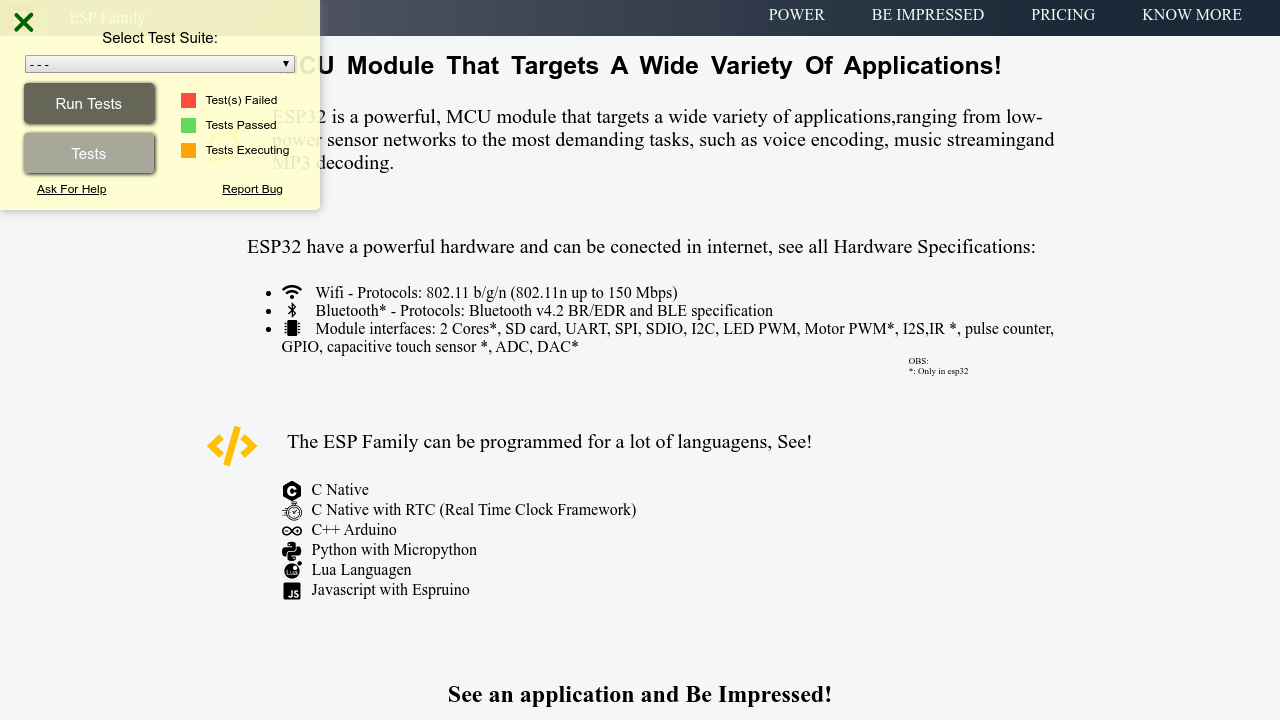 ESP Family
POWER BE IMPRESSED PRICING KNOW MORE
Select Test Suite:
- - -
Run Tests
Tests
Test(s) Failed
Tests Passed
Tests Executing
Ask For Help Report Bug
MCU Module That Targets A Wide Variety Of Applications!
ESP32 is a powerful, MCU module that targets a wide variety of applications,ranging from low-
power sensor networks to the most demanding tasks, such as voice encoding, music streamingand
MP3 decoding.
ESP32 have a powerful hardware and can be conected in internet, see all Hardware Specifications:
Wifi - Protocols: 802.11 b/g/n (802.11n up to 150 Mbps)
Bluetooth* - Protocols: Bluetooth v4.2 BR/EDR and BLE specification
Module interfaces: 2 Cores*, SD card, UART, SPI, SDIO, I2C, LED PWM, Motor PWM*, I2S,IR *, pulse counter,
GPIO, capacitive touch sensor *, ADC, DAC*
OBS:
*: Only in esp32
The ESP Family can be programmed for a lot of languagens, See!
C Native
C Native with RTC (Real Time Clock Framework)
C++ Arduino
Python with Micropython
Lua Languagen
Javascript with Espruino
See an application and Be Impressed!